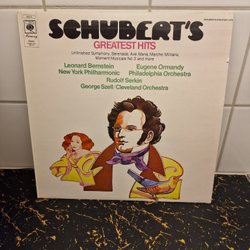 SCHUBERT'S
GREATEST HITS
Unfinished Symphony, Serenade, Ave Maria, Marche Militaire,
Moment Musicale No. 3 and more
Leonard Bernstein
New York Philharmonic
Eugene Ormandy
Philadelphia Orchestra
Rudolf Serkin
George Szell/Cleveland Orchestra